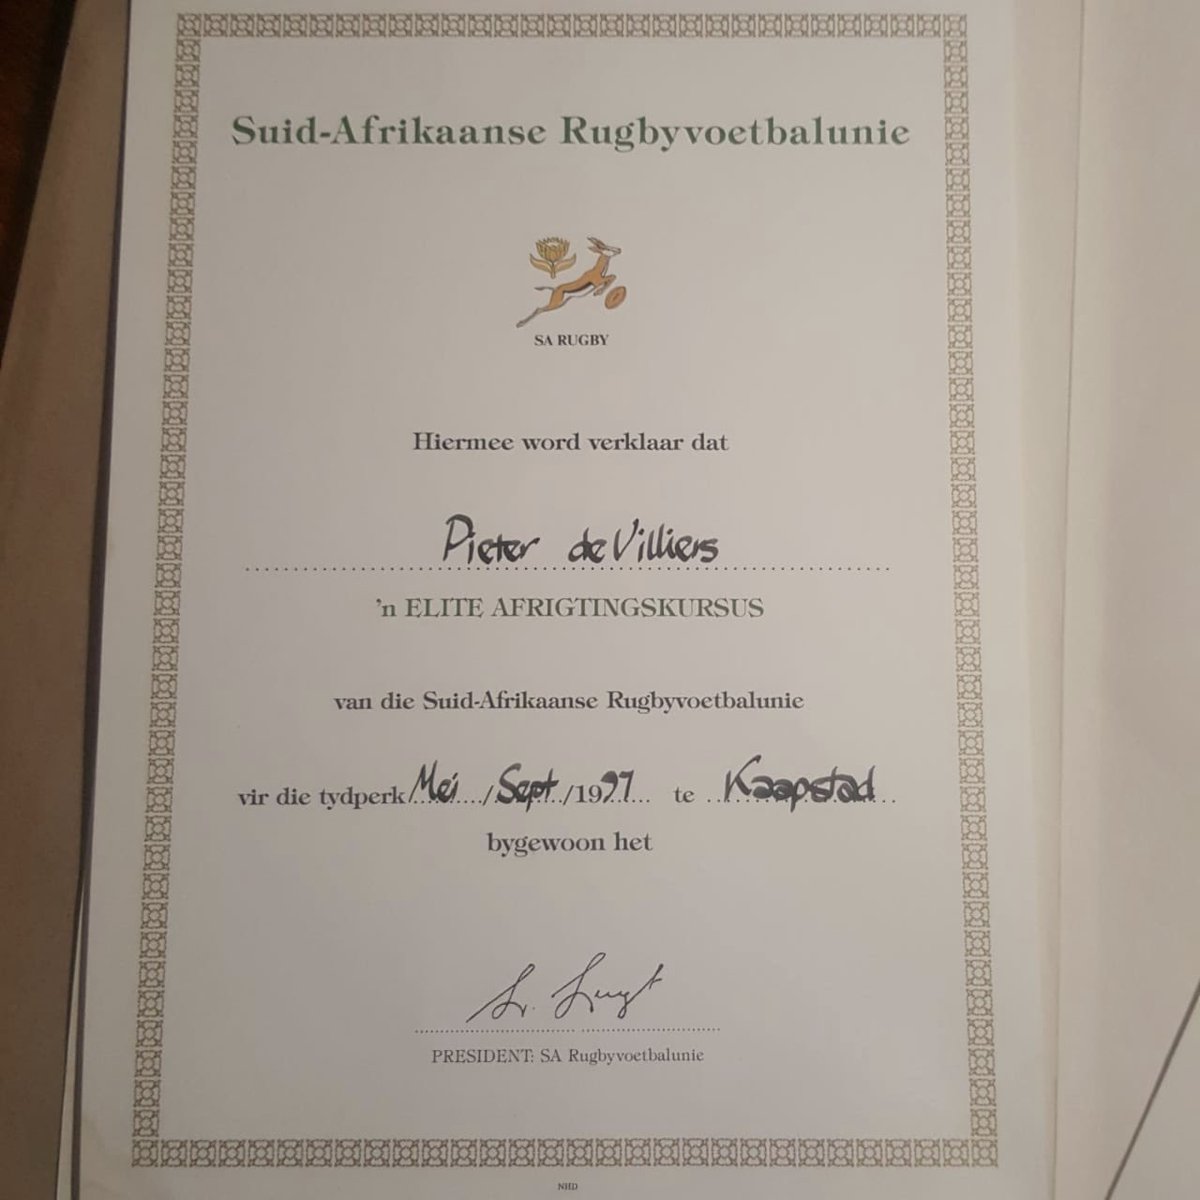 Suid-Afrikaanse Rugbyvoetbalunie
SA RUGBY
Hiermee word verklaar dat
Pieter de Villiers
'n ELITE AFRIGTINGSKURSUS
van die Suid-Afrikaanse Rugbyvoetbalunie
vir die tydperk Mei / Sept /1997 te Kaapstad
bygewoon het
PRESIDENT: SA Rugbyvoetbalunie
NHD